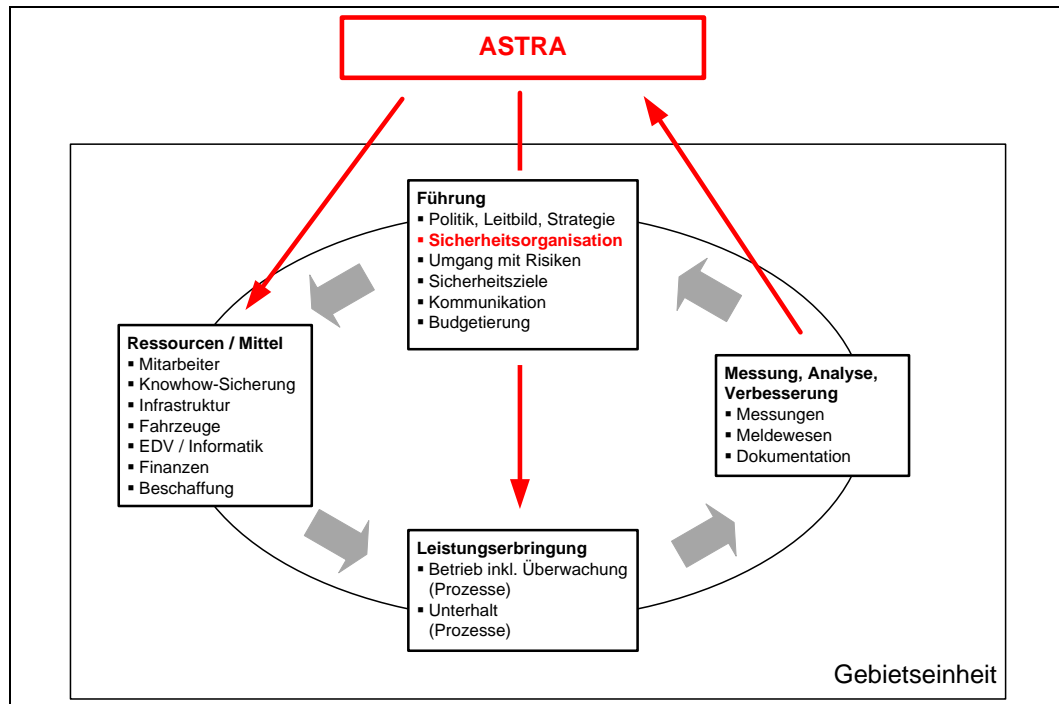 ASTRA
Führung
▪ Politik, Leitbild, Strategie
▪ Sicherheitsorganisation
▪ Umgang mit Risiken
▪ Sicherheitsziele
▪ Kommunikation
▪ Budgetierung
Ressourcen / Mittel
▪ Mitarbeiter
▪ Knowhow-Sicherung
▪ Infrastruktur
▪ Fahrzeuge
▪ EDV / Informatik
▪ Finanzen
▪ Beschaffung
Messung, Analyse,
Verbesserung
▪ Messungen
▪ Meldewesen
▪ Dokumentation
Leistungserbringung
▪ Betrieb inkl. Überwachung
(Prozesse)
▪ Unterhalt
(Prozesse)
Gebietseinheit